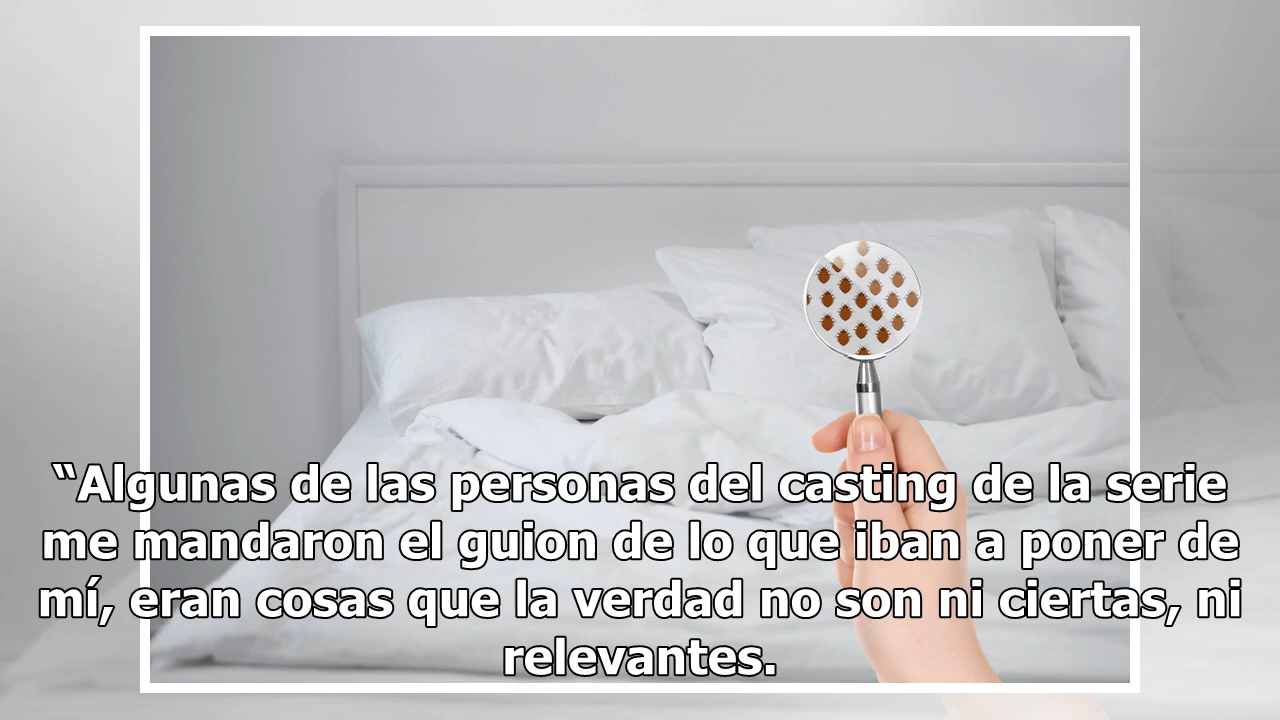 “Algunas de las personas del casting de la serie
me mandaron el guion de lo que iban a poner de
mí, eran cosas que la verdad no son ni ciertas, ni
relevantes.